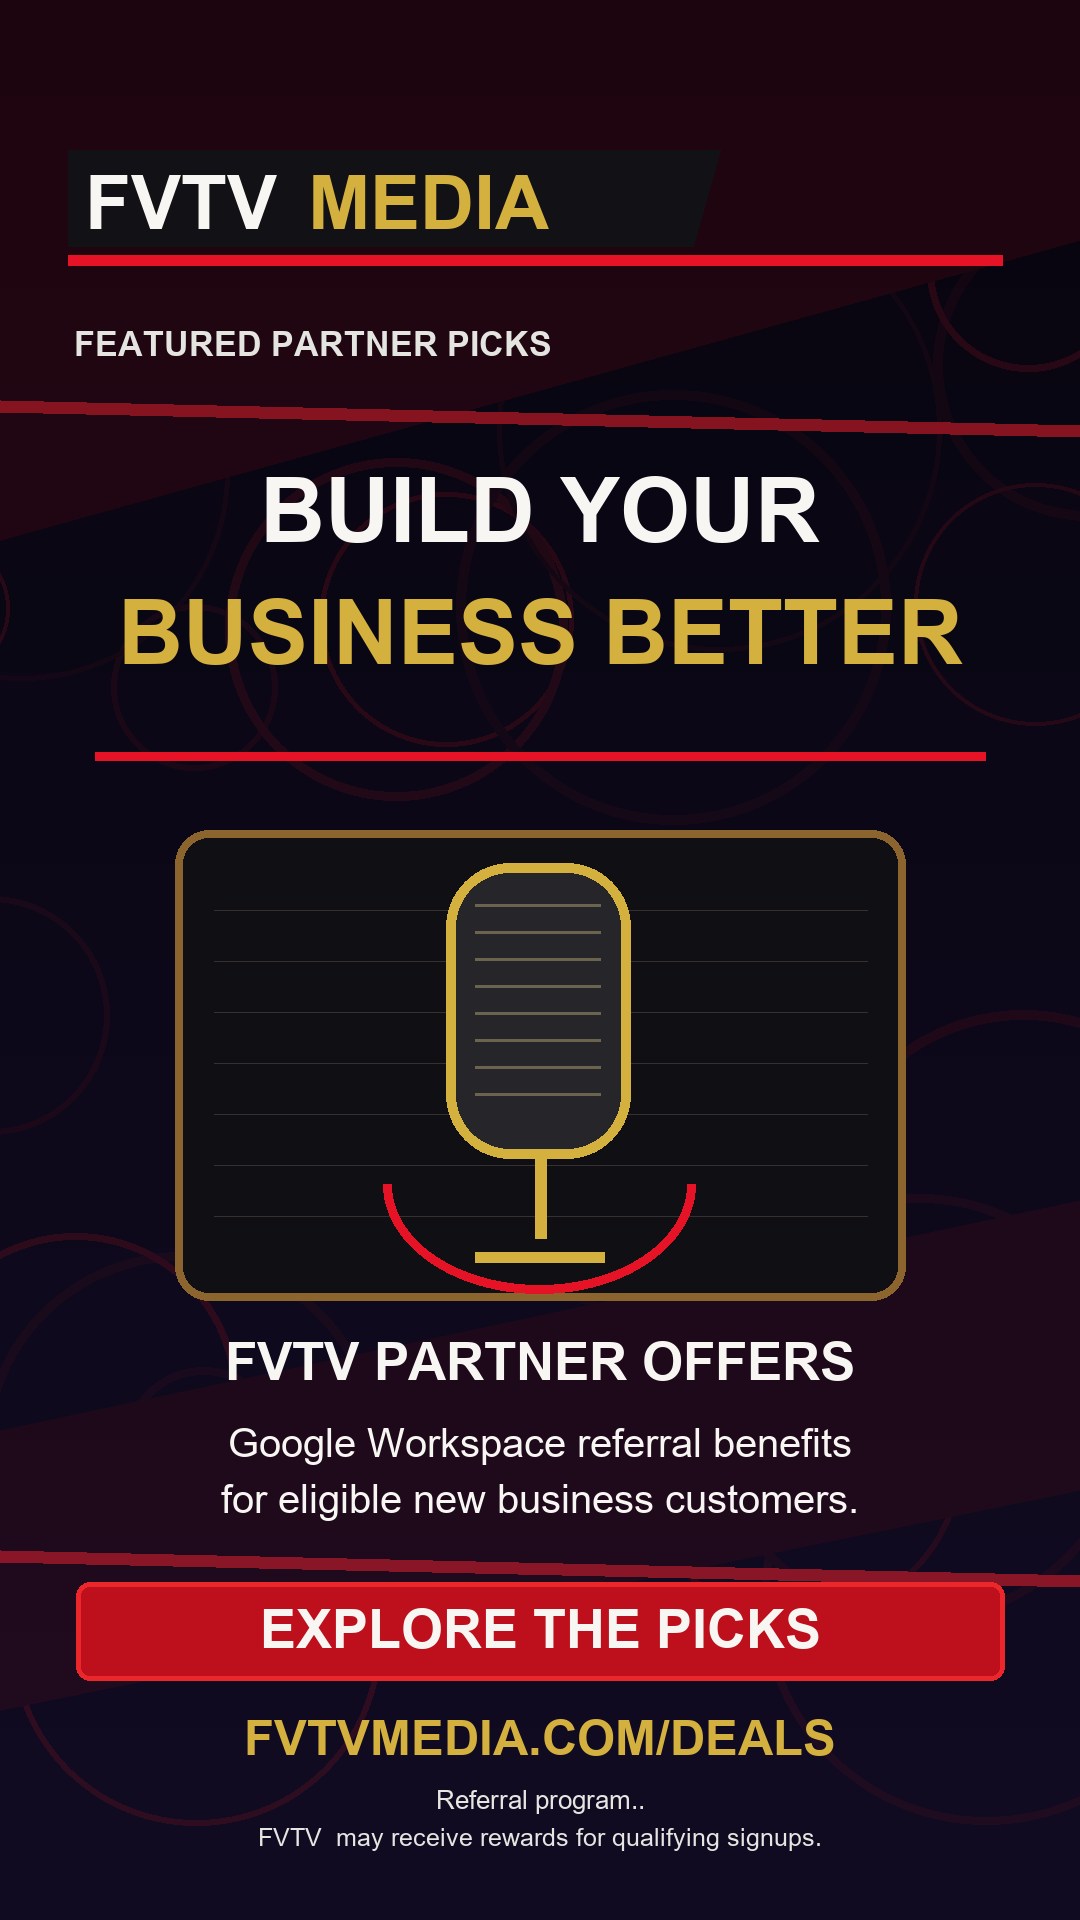 FVTV MEDIA
FEATURED PARTNER PICKS
BUILD YOUR
BUSINESS BETTER
FVTV PARTNER OFFERS
Google Workspace referral benefits
for eligible new business customers.
EXPLORE THE PICKS
FVTVMEDIA.COM/DEALS
Referral program..
FVTV  may receive rewards for qualifying signups.